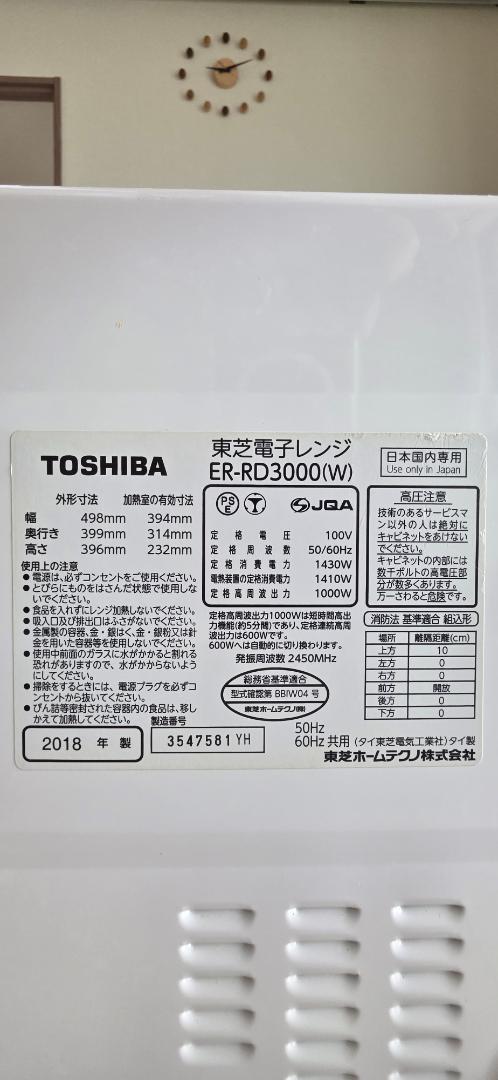 東芝電子レンジ
TOSHIBA
ER-RD3000(W)
日本国内専用
Use only in Japan
外形寸法 加熱室の有効寸法
幅 498mm 394mm
奥行き 399mm 314mm
高さ 396mm 232mm
使用上の注意
●電源は、必ずコンセントをご使用ください。
●とびらにものをはさんだ状態で使用しな
いでください。
●食品を入れずにレンジ加熱しないでください。
●吸入口及び排出口はふさがないでください。
●金属製の容器、金・銀はく、金・銀粉又は針
金を用いた容器等を使用しないでください。
●使用中前面のガラスに水がかかると割れる
恐れがありますので、水がかからないよう
にしてください。
●掃除をするときには、電源プラグを必ずコ
ンセントから抜いてください。
●びん詰等密封された容器内の食品は、移し
かえて加熱してください。
PS
E
JQA
定格電圧 100V
定格周波数 50/60Hz
定格消費電力 1430W
電熱装置の定格消費電力 1410W
定格高周波出力 1000W
定格高周波出力1000Wは短時間高出
力機能(約5分間)であり、定格連続高周
波出力は600Wです。
600Wへは自動的に切り換わります。
発振周波数 2450MHz
総務省基準適合
型式確認第 BBIW04 号
東芝ホームテクノ(株)
高圧注意
技術のあるサービスマ
ン以外の人は絶対に
キャビネットをあけない
でください。
キャビネットの内部には
数千ボルトの高電圧部
分が数多くあります。
万一さわると危険です。
消防法 基準適合 組込形
場所 離隔距離(cm)
上方 10
左方 0
右方 0
前方 開放
後方 0
下方 0
2018 年 製
製造番号
3547581 YH
50Hz
60Hz 共用 (タイ東芝電気工業社)タイ製
東芝ホームテクノ株式会社